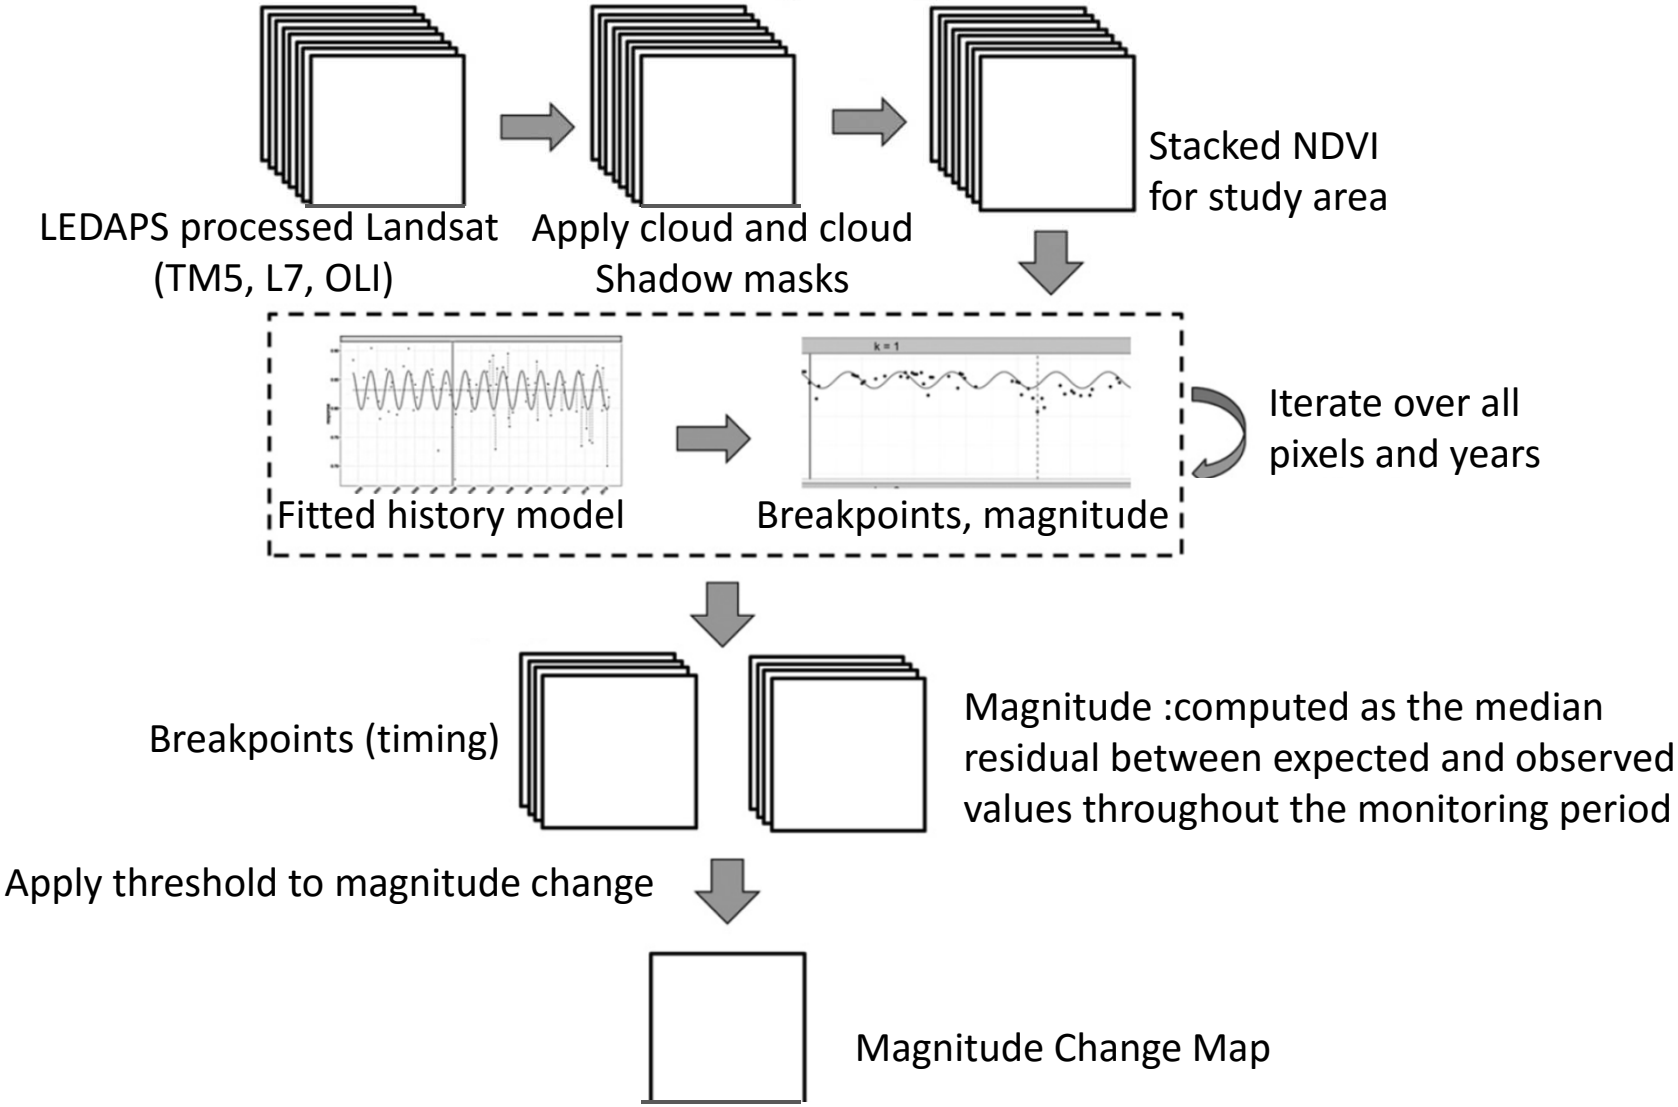 LEDAPS processed Landsat
(TM5, L7, OLI)
Apply cloud and cloud
Shadow masks
Stacked NDVI
for study area
k = 1
Fitted history model
Breakpoints, magnitude
Iterate over all
pixels and years
Breakpoints (timing)
Magnitude :computed as the median
residual between expected and observed
values throughout the monitoring period
Apply threshold to magnitude change
Magnitude Change Map